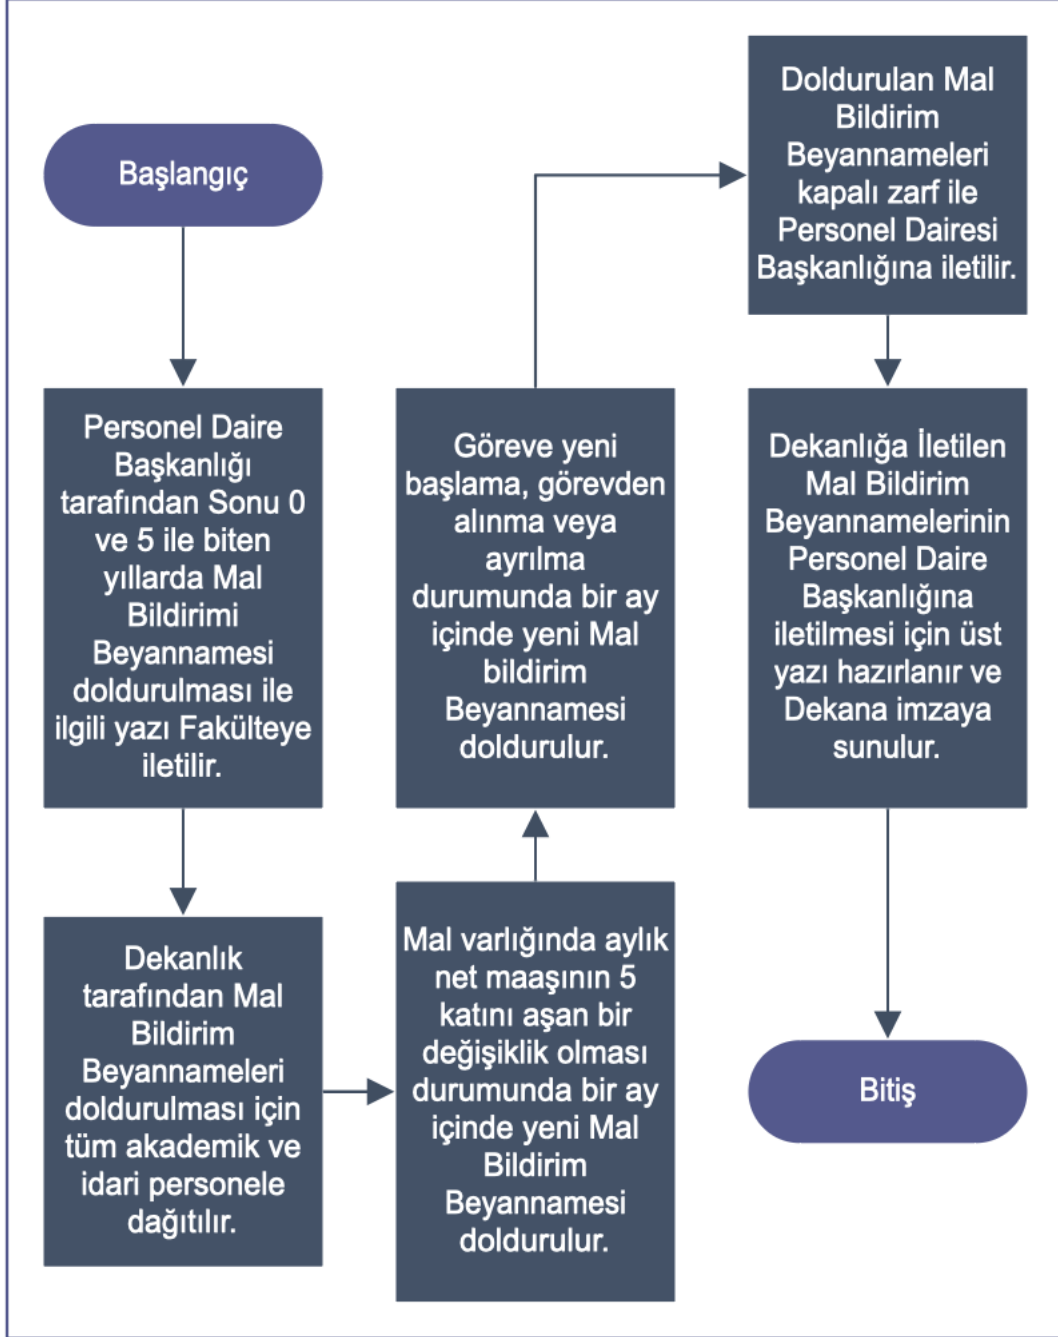 Başlangıç
Personel Daire
Başkanlığı
tarafından Sonu 0
ve 5 ile biten
yıllarda Mal
Bildirimi
Beyannamesi
doldurulması ile
ilgili yazı Fakülteye
iletilir.
Dekanlık
tarafından Mal
Bildirim
Beyannameleri
doldurulması için
tüm akademik ve
idari personele
dağıtılır.
Mal varlığında aylık
net maaşının 5
katını aşan bir
değişiklik olması
durumunda bir ay
içinde yeni Mal
Bildirim
Beyannamesi
doldurulur.
Göreve yeni
başlama, görevden
alınma veya
ayrılma
durumunda bir ay
içinde yeni Mal
bildirim
Beyannamesi
doldurulur.
Doldurulan Mal
Bildirim
Beyannameleri
kapalı zarf ile
Personel Dairesi
Başkanlığına iletilir.
Dekanlığa İletilen
Mal Bildirim
Beyannamelerinin
Personel Daire
Başkanlığına
iletilmesi için üst
yazı hazırlanır ve
Dekana imzaya
sunulur.
Bitiş